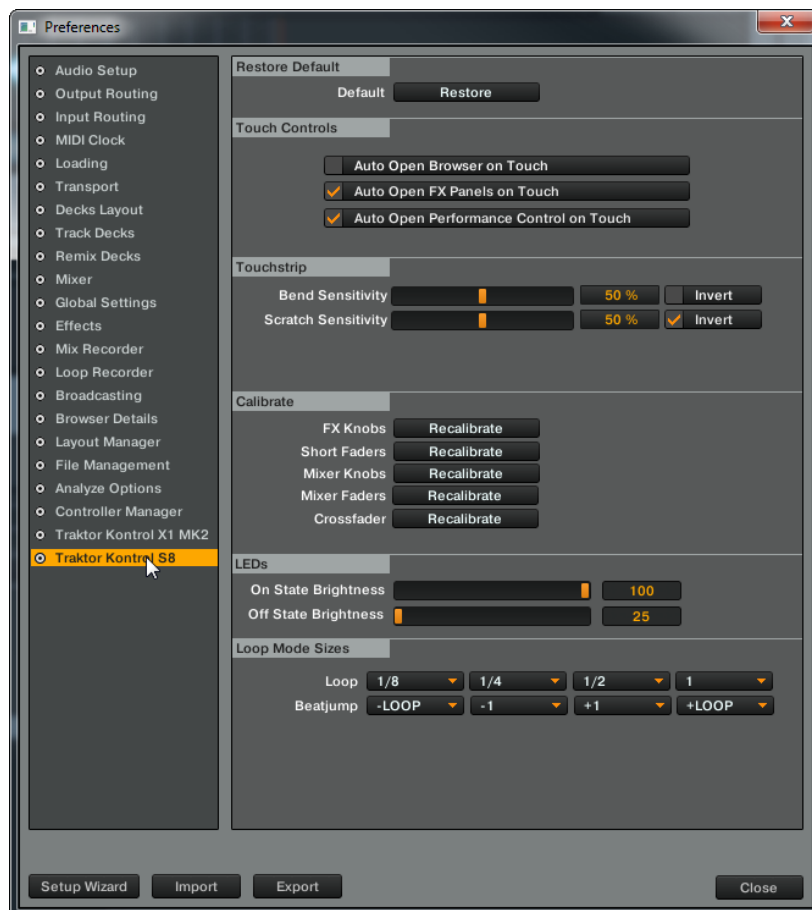 Preferences
Audio Setup
Output Routing
Input Routing
MIDI Clock
Loading
Transport
Decks Layout
Track Decks
Remix Decks
Mixer
Global Settings
Effects
Mix Recorder
Loop Recorder
Broadcasting
Browser Details
Layout Manager
File Management
Analyze Options
Controller Manager
Traktor Kontrol X1 MK2
Traktor Kontrol S8
Restore Default
Default Restore
Touch Controls
Auto Open Browser on Touch
Auto Open FX Panels on Touch
Auto Open Performance Control on Touch
Touchstrip
Bend Sensitivity 50 % Invert
Scratch Sensitivity 50 % Invert
Calibrate
FX Knobs Recalibrate
Short Faders Recalibrate
Mixer Knobs Recalibrate
Mixer Faders Recalibrate
Crossfader Recalibrate
LEDs
On State Brightness 100
Off State Brightness 25
Loop Mode Sizes
Loop 1/8 1/4 1/2 1
Beatjump -LOOP -1 +1 +LOOP
Setup Wizard Import Export Close